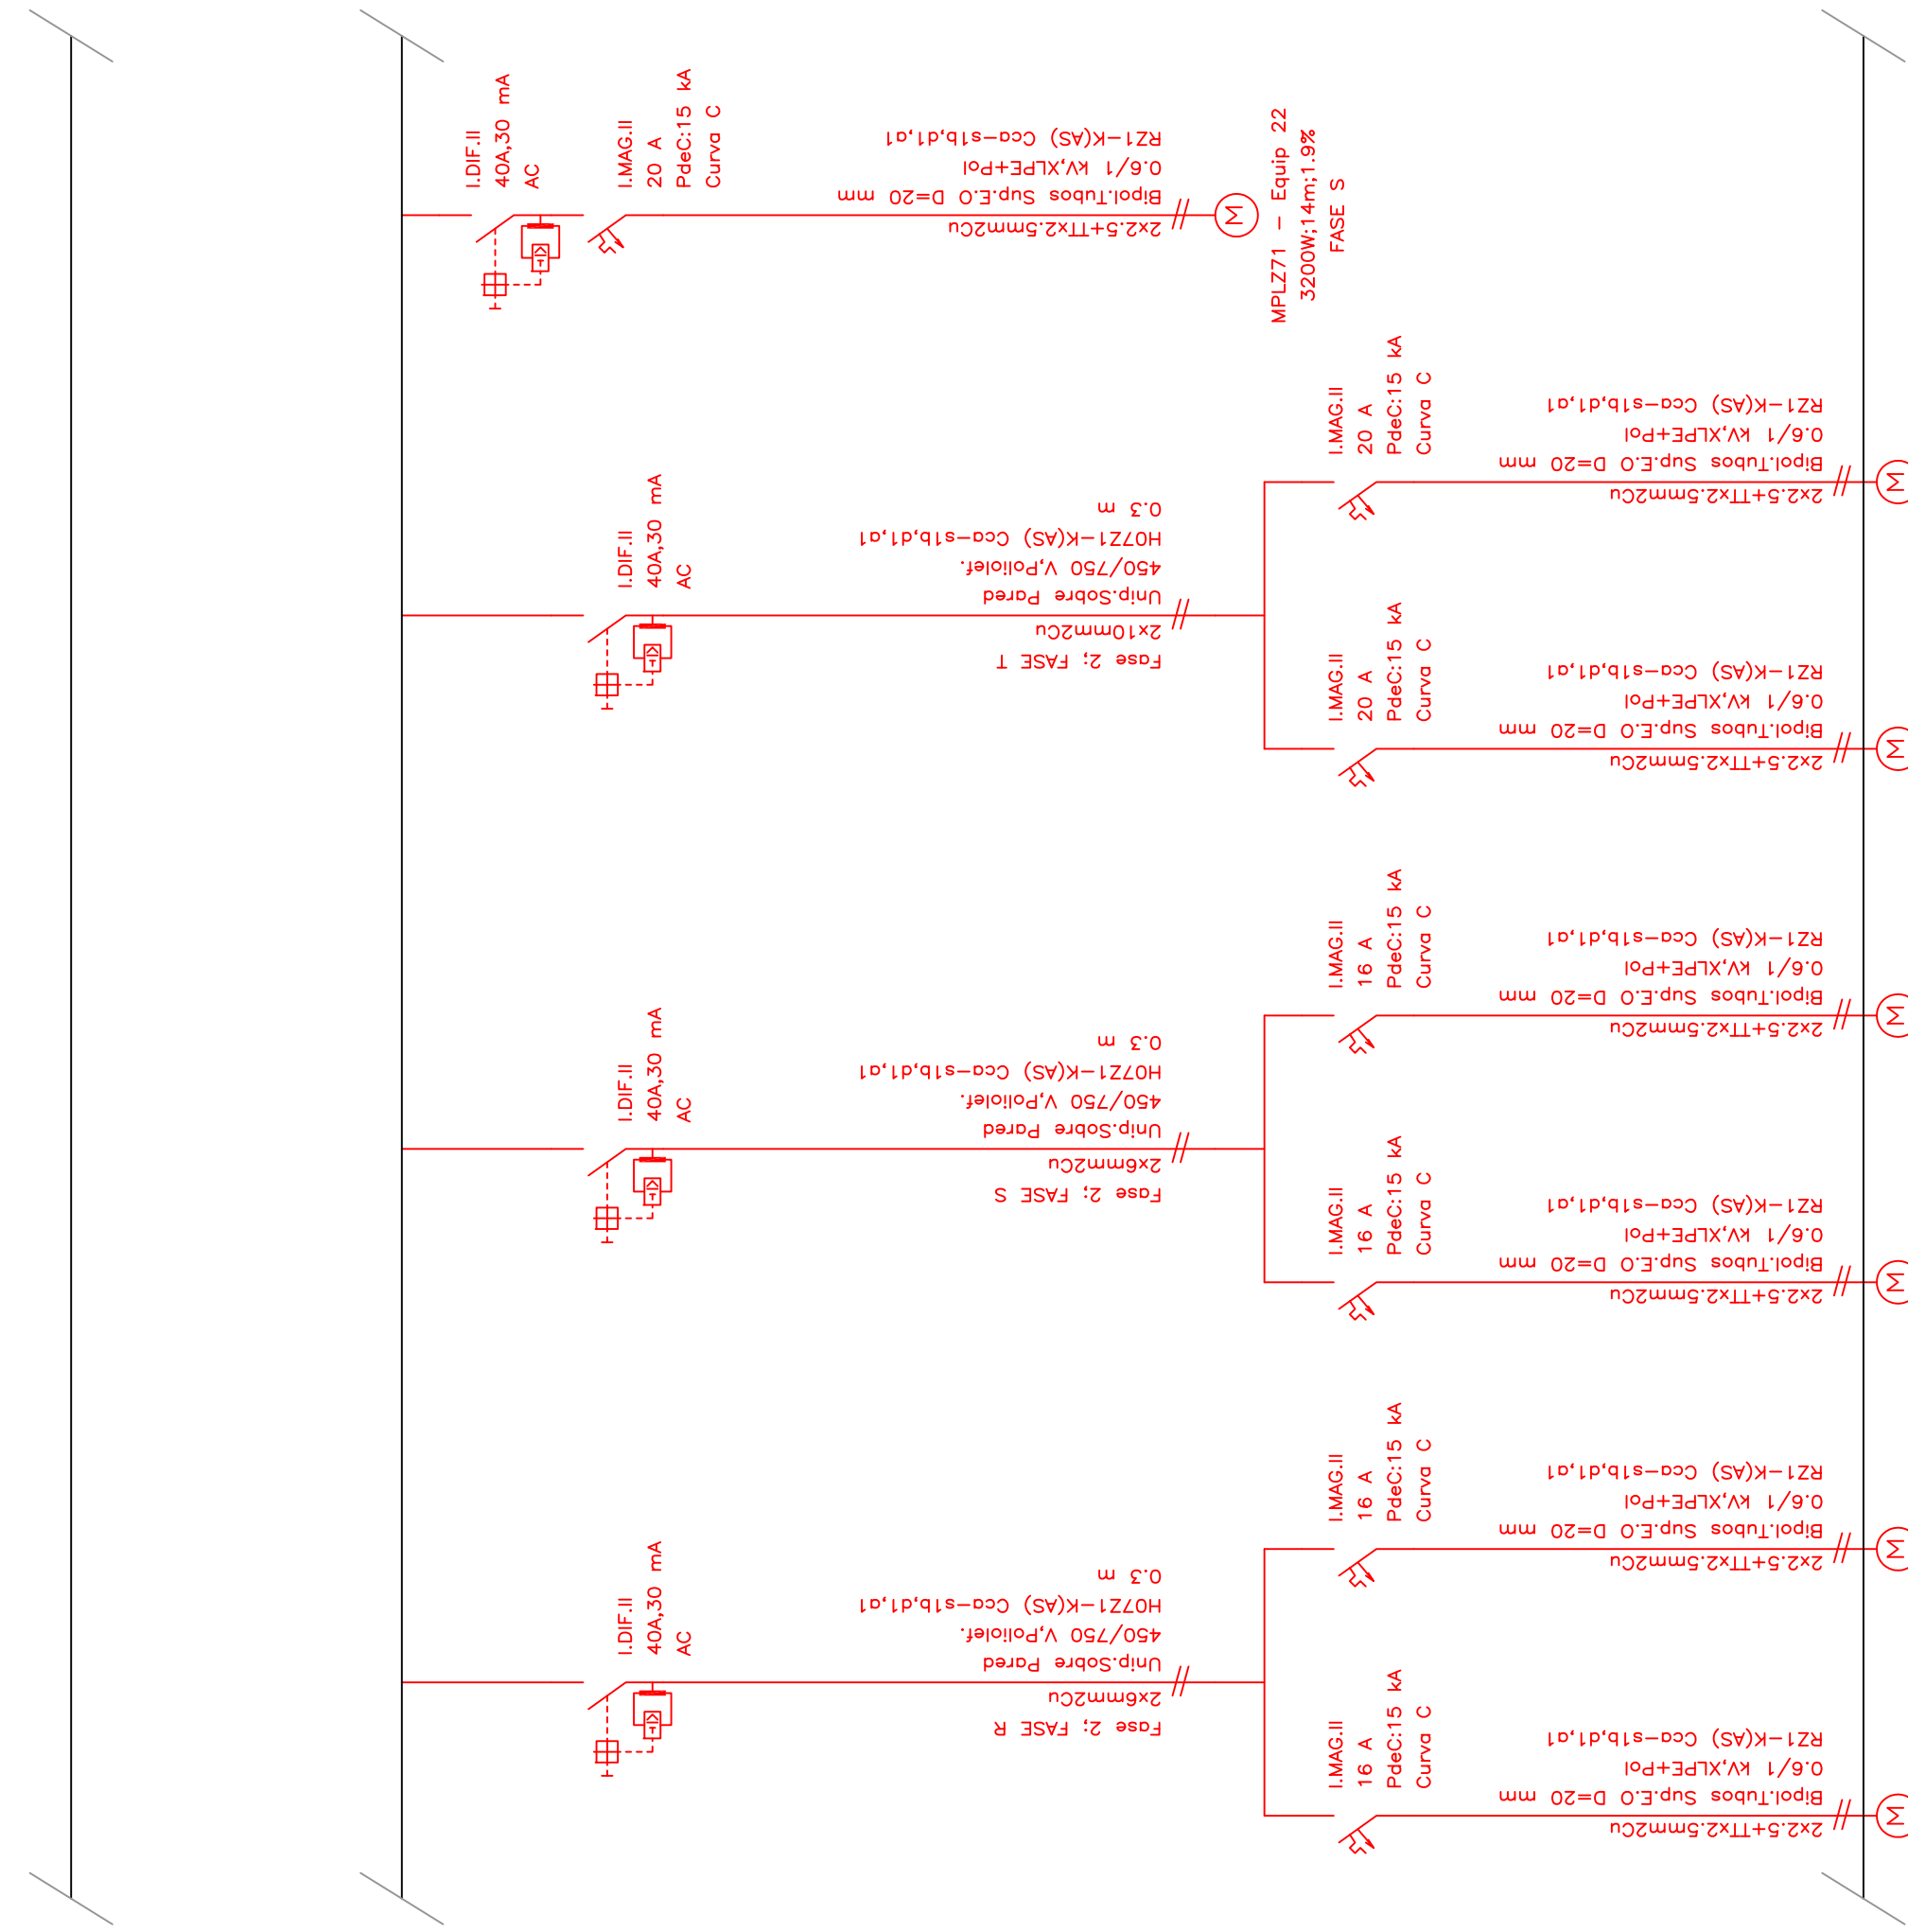 I.DIF.II
40A,30 mA
AC
I.MAG.II
20 A
PdeC:15 kA
Curva C
2x2.5+TTx2.5mm2Cu
Bipol.Tubos Sup.E.O D=20 mm
0.6/1 kV,XLPE+Pol
RZ1-K(AS) Cca-s1b,d1,a1
M
MPLZ71 - Equip 22
3200W;14m;1.9%
FASE S
I.DIF.II
40A,30 mA
AC
Fase 2; FASE T
2x10mm2Cu
Unip.Sobre Pared
450/750 V,Poliolef.
H07Z1-K(AS) Cca-s1b,d1,a1
0.3 m
I.MAG.II
20 A
PdeC:15 kA
Curva C
2x2.5+TTx2.5mm2Cu
Bipol.Tubos Sup.E.O D=20 mm
0.6/1 kV,XLPE+Pol
RZ1-K(AS) Cca-s1b,d1,a1
M
I.MAG.II
20 A
PdeC:15 kA
Curva C
2x2.5+TTx2.5mm2Cu
Bipol.Tubos Sup.E.O D=20 mm
0.6/1 kV,XLPE+Pol
RZ1-K(AS) Cca-s1b,d1,a1
M
I.DIF.II
40A,30 mA
AC
Fase 2; FASE S
2x6mm2Cu
Unip.Sobre Pared
450/750 V,Poliolef.
H07Z1-K(AS) Cca-s1b,d1,a1
0.3 m
I.MAG.II
16 A
PdeC:15 kA
Curva C
2x2.5+TTx2.5mm2Cu
Bipol.Tubos Sup.E.O D=20 mm
0.6/1 kV,XLPE+Pol
RZ1-K(AS) Cca-s1b,d1,a1
M
I.MAG.II
16 A
PdeC:15 kA
Curva C
2x2.5+TTx2.5mm2Cu
Bipol.Tubos Sup.E.O D=20 mm
0.6/1 kV,XLPE+Pol
RZ1-K(AS) Cca-s1b,d1,a1
M
I.DIF.II
40A,30 mA
AC
Fase 2; FASE R
2x6mm2Cu
Unip.Sobre Pared
450/750 V,Poliolef.
H07Z1-K(AS) Cca-s1b,d1,a1
0.3 m
I.MAG.II
16 A
PdeC:15 kA
Curva C
2x2.5+TTx2.5mm2Cu
Bipol.Tubos Sup.E.O D=20 mm
0.6/1 kV,XLPE+Pol
RZ1-K(AS) Cca-s1b,d1,a1
M
I.MAG.II
16 A
PdeC:15 kA
Curva C
2x2.5+TTx2.5mm2Cu
Bipol.Tubos Sup.E.O D=20 mm
0.6/1 kV,XLPE+Pol
RZ1-K(AS) Cca-s1b,d1,a1
M